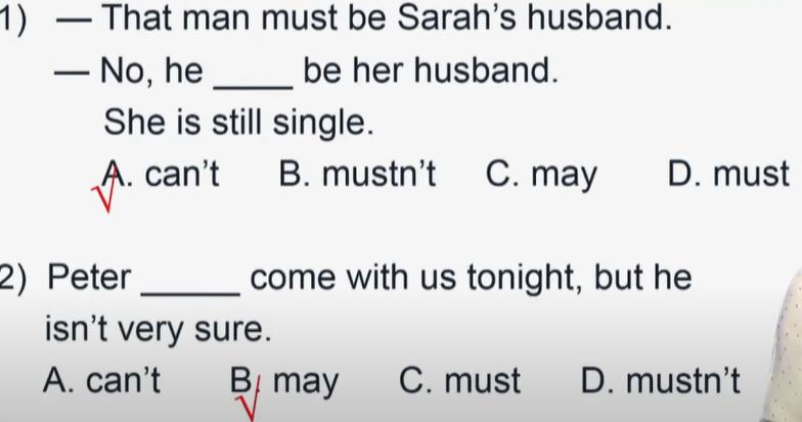 1) — That man must be Sarah's husband.
— No, he ____ be her husband.
She is still single.
A. can't B. mustn't C. may D. must
2) Peter _____ come with us tonight, but he
isn't very sure.
A. can't B. may C. must D. mustn't